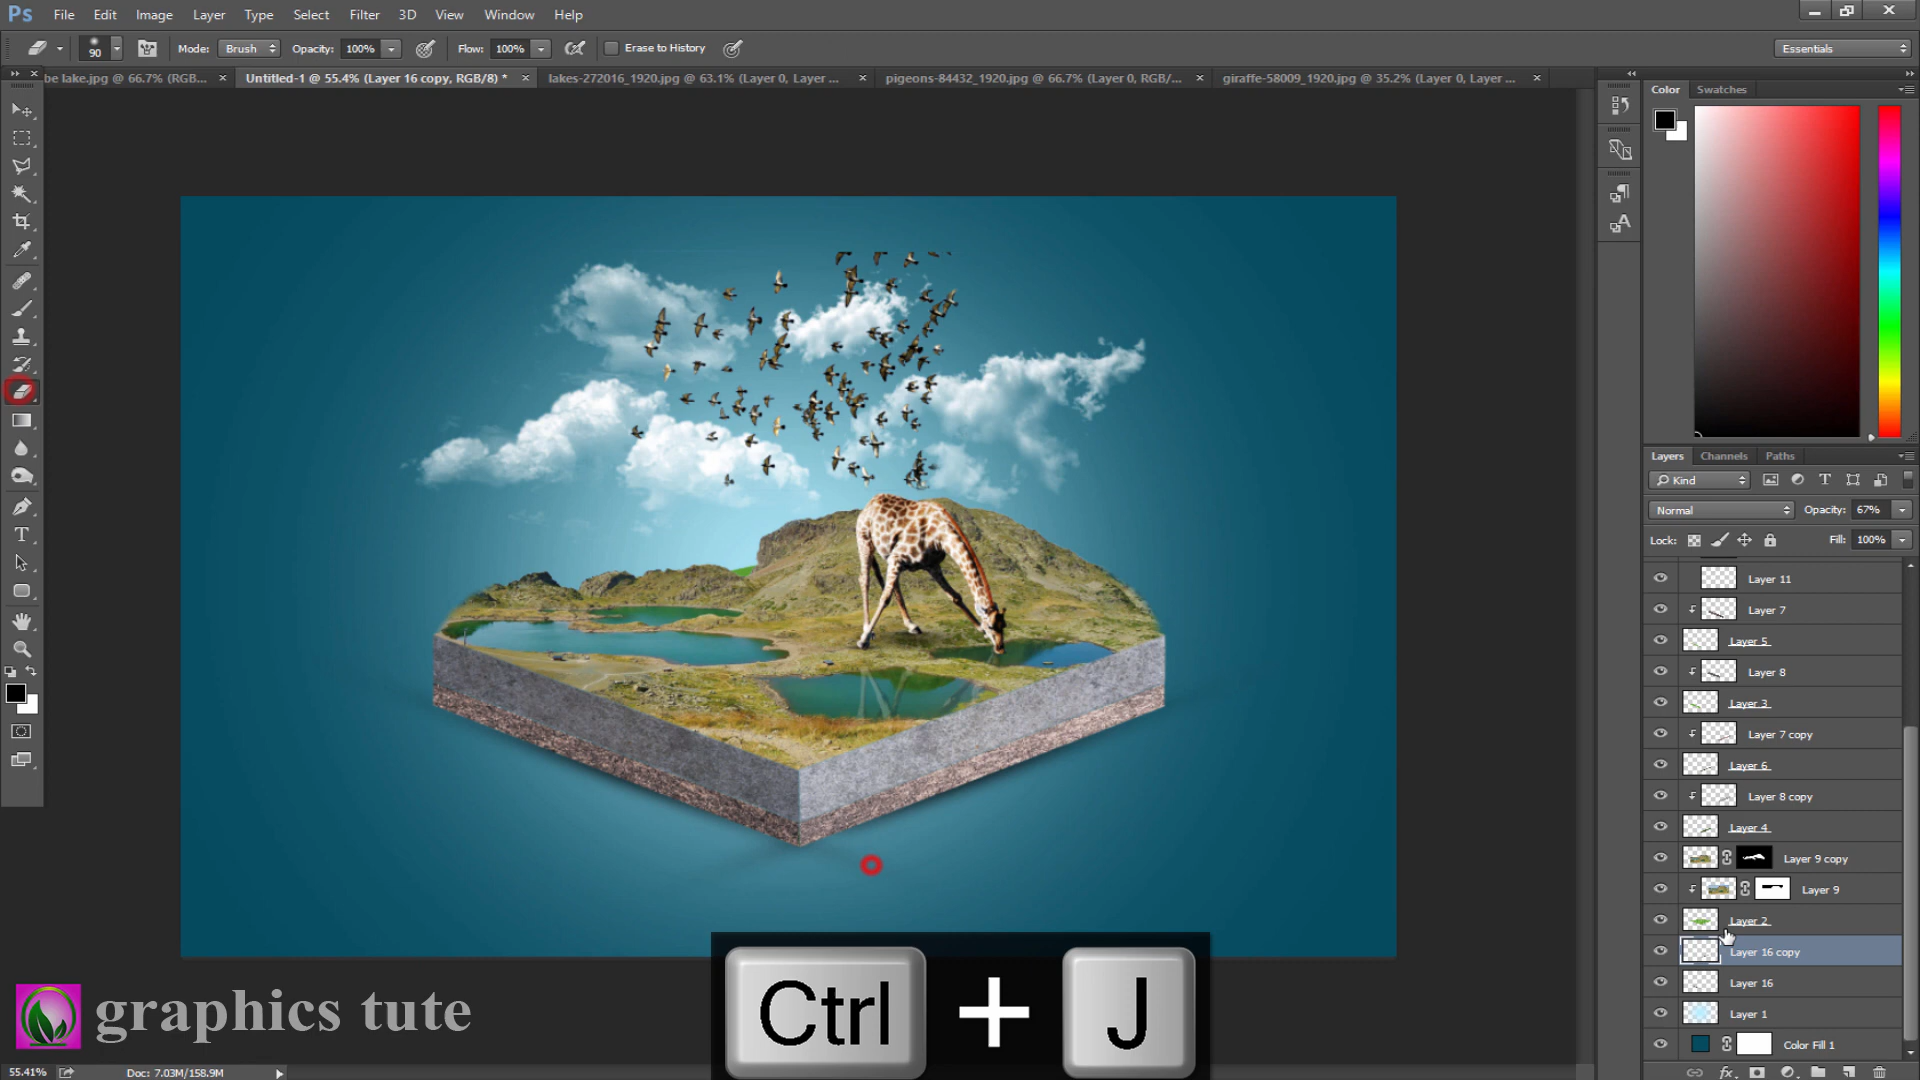 Ps File Edit Image Layer Type Select Filter 3D View Window Help
90 Mode: Brush Opacity: 100% Flow: 100% Erase to History Essentials
be lake.jpg @ 66.7% (RGB... Untitled-1 @ 55.4% (Layer 16 copy, RGB/8) * lakes-272016_1920.jpg @ 63.1% (Layer 0, Layer ... pigeons-84432_1920.jpg @ 66.7% (Layer 0, RGB/... giraffe-58009_1920.jpg @ 35.2% (Layer 0, Layer ...
Color Swatches
Layers Channels Paths
Kind
Normal Opacity: 67%
Lock: Fill: 100%
Layer 11
Layer 7
Layer 5
Layer 8
Layer 3
Layer 7 copy
Layer 6
Layer 8 copy
Layer 4
Layer 9 copy
Layer 9
Layer 2
Layer 16 copy
Layer 16
Layer 1
Color Fill 1
Ctrl + J
graphics tute
55.41% Doc: 7.03M/158.9M